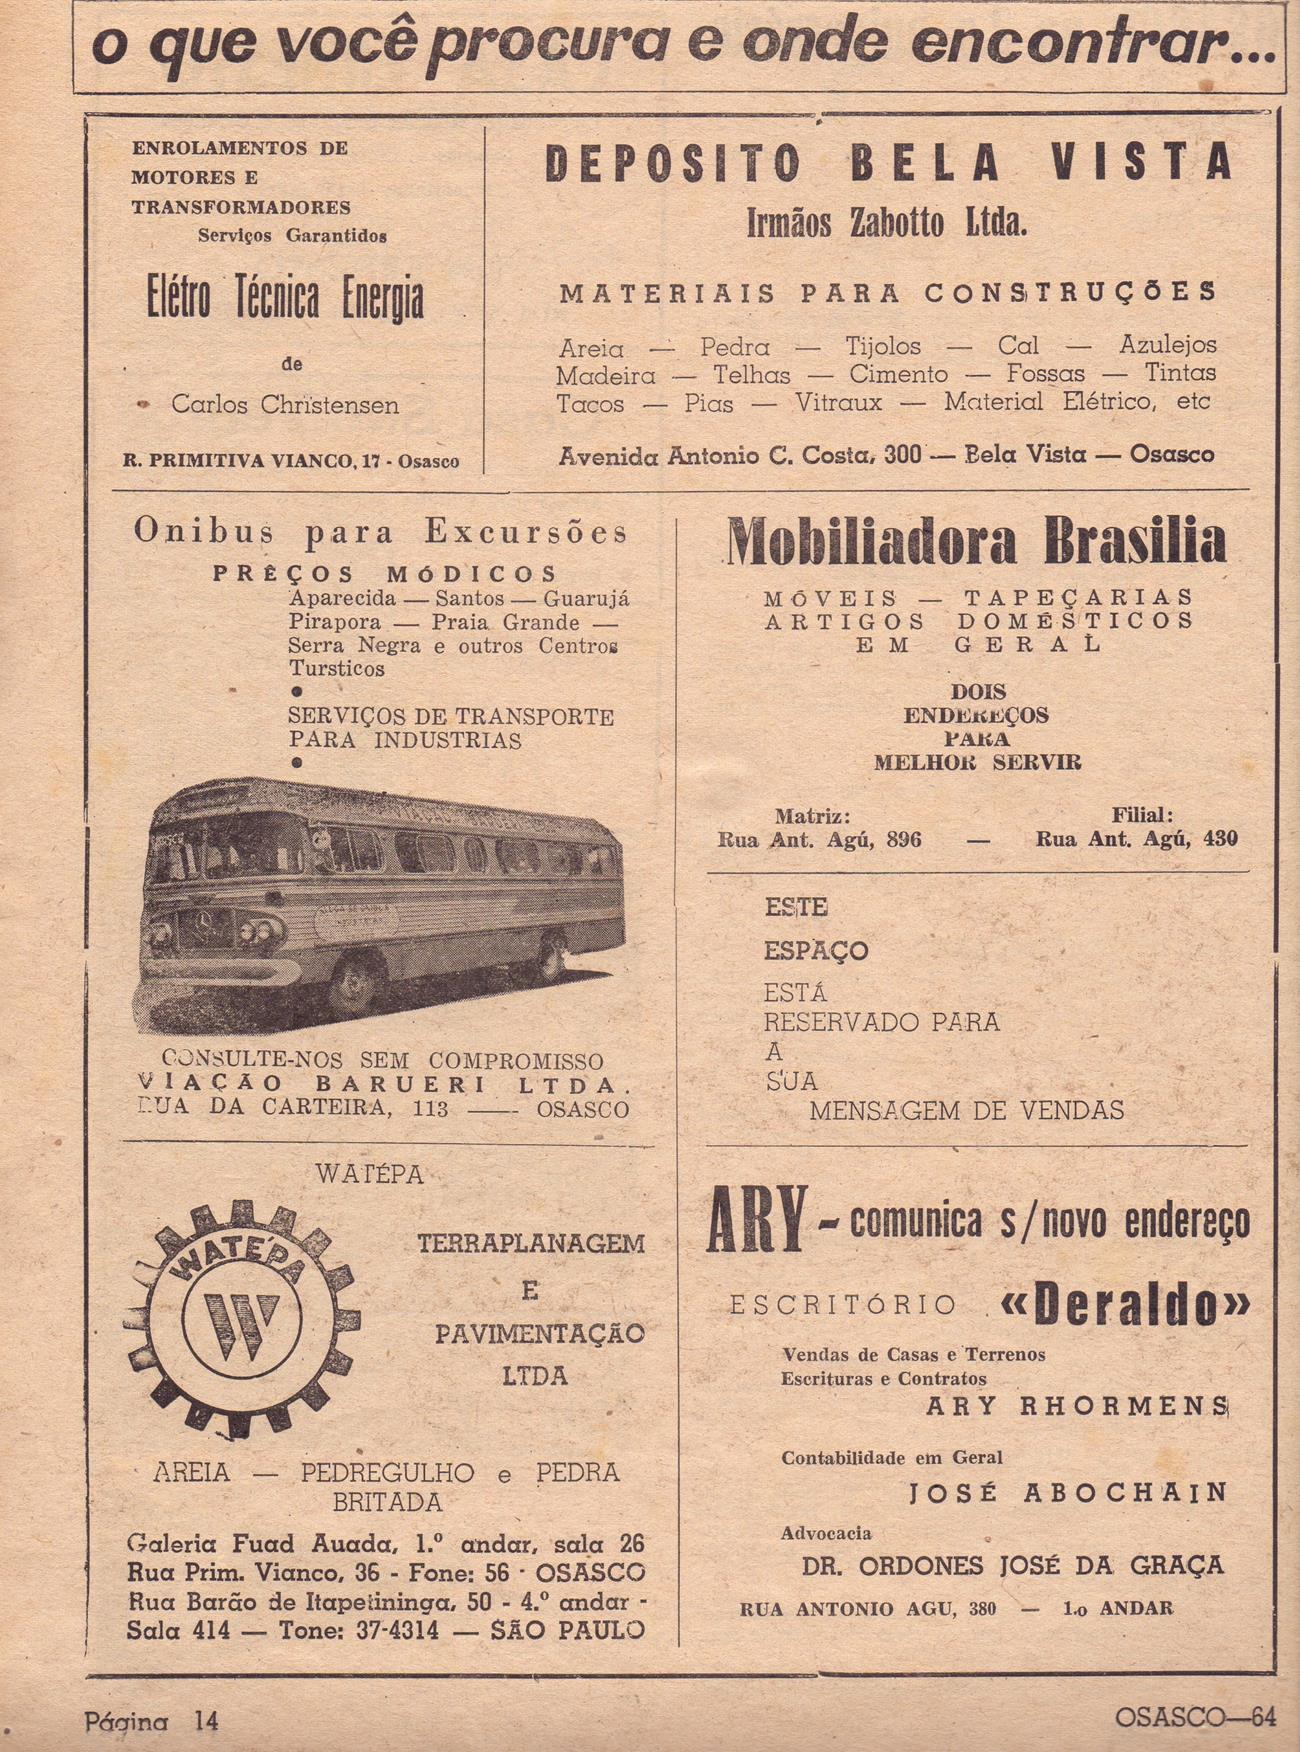 o que você procura e onde encontrar...
ENROLAMENTOS DE
MOTORES E
TRANSFORMADORES
Serviços Garantidos
Elétro Técnica Energia
de
Carlos Christensen
R. PRIMITIVA VIANCO, 17 - Osasco
DEPOSITO BELA VISTA
Irmãos Zabotto Ltda.
MATERIAIS PARA CONSTRUÇÕES
Areia — Pedra — Tijolos — Cal — Azulejos
Madeira — Telhas — Cimento — Fossas — Tintas
Tacos — Pias — Vitraux — Material Elétrico, etc
Avenida Antonio C. Costa, 300 — Bela Vista — Osasco
Onibus para Excursões
PRÊÇOS MÓDICOS
Aparecida — Santos — Guarujá
Pirapora — Praia Grande —
Serra Negra e outros Centros
Tursticos
SERVIÇOS DE TRANSPORTE
PARA INDUSTRIAS
CONSULTE-NOS SEM COMPROMISSO
VIAÇÃO BARUERI LTDA.
RUA DA CARTEIRA, 113 —— OSASCO
Mobiliadora Brasilia
MÓVEIS — TAPEÇARIAS
ARTIGOS DOMÉSTICOS
EM GERAL
DOIS
ENDEREÇOS
PARA
MELHOR SERVIR
Matriz: Filial:
Rua Ant. Agú, 896 — Rua Ant. Agú, 430
ESTE
ESPAÇO
ESTÁ
RESERVADO PARA
A
SUA
MENSAGEM DE VENDAS
WATÉPA
WATÉPA
W
TERRAPLANAGEM
E
PAVIMENTAÇÃO
LTDA
AREIA — PEDREGULHO e PEDRA
BRITADA
Galeria Fuad Auada, 1.º andar, sala 26
Rua Prim. Vianco, 36 - Fone: 56 - OSASCO
Rua Barão de Itapetininga, 50 - 4.º andar -
Sala 414 — Tone: 37-4314 — SÃO PAULO
ARY - comunica s/novo endereço
ESCRITÓRIO «Deraldo»
Vendas de Casas e Terrenos
Escrituras e Contratos
ARY RHORMENS
Contabilidade em Geral
JOSÉ ABOCHAIN
Advocacia
DR. ORDONES JOSÉ DA GRAÇA
RUA ANTONIO AGU, 380 — 1.o ANDAR
Página 14
OSASCO—64